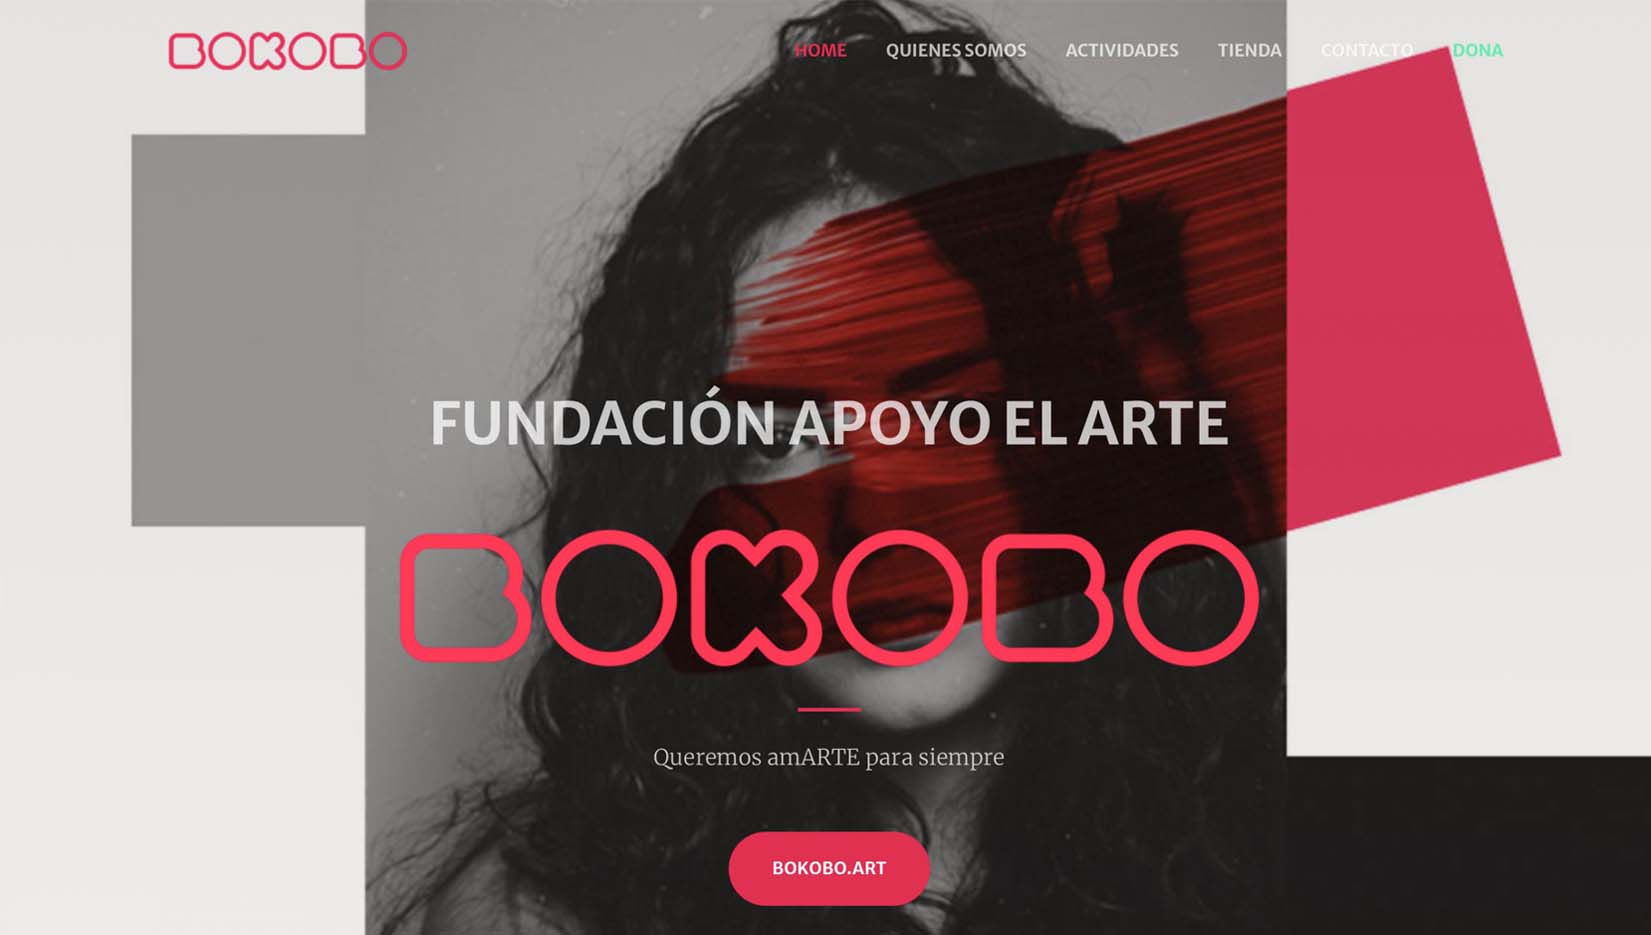 BOKOBO
HOME QUIENES SOMOS ACTIVIDADES TIENDA CONTACTO DONA
FUNDACIÓN APOYO EL ARTE
BOKOBO
Queremos amARTE para siempre
BOKOBO.ART